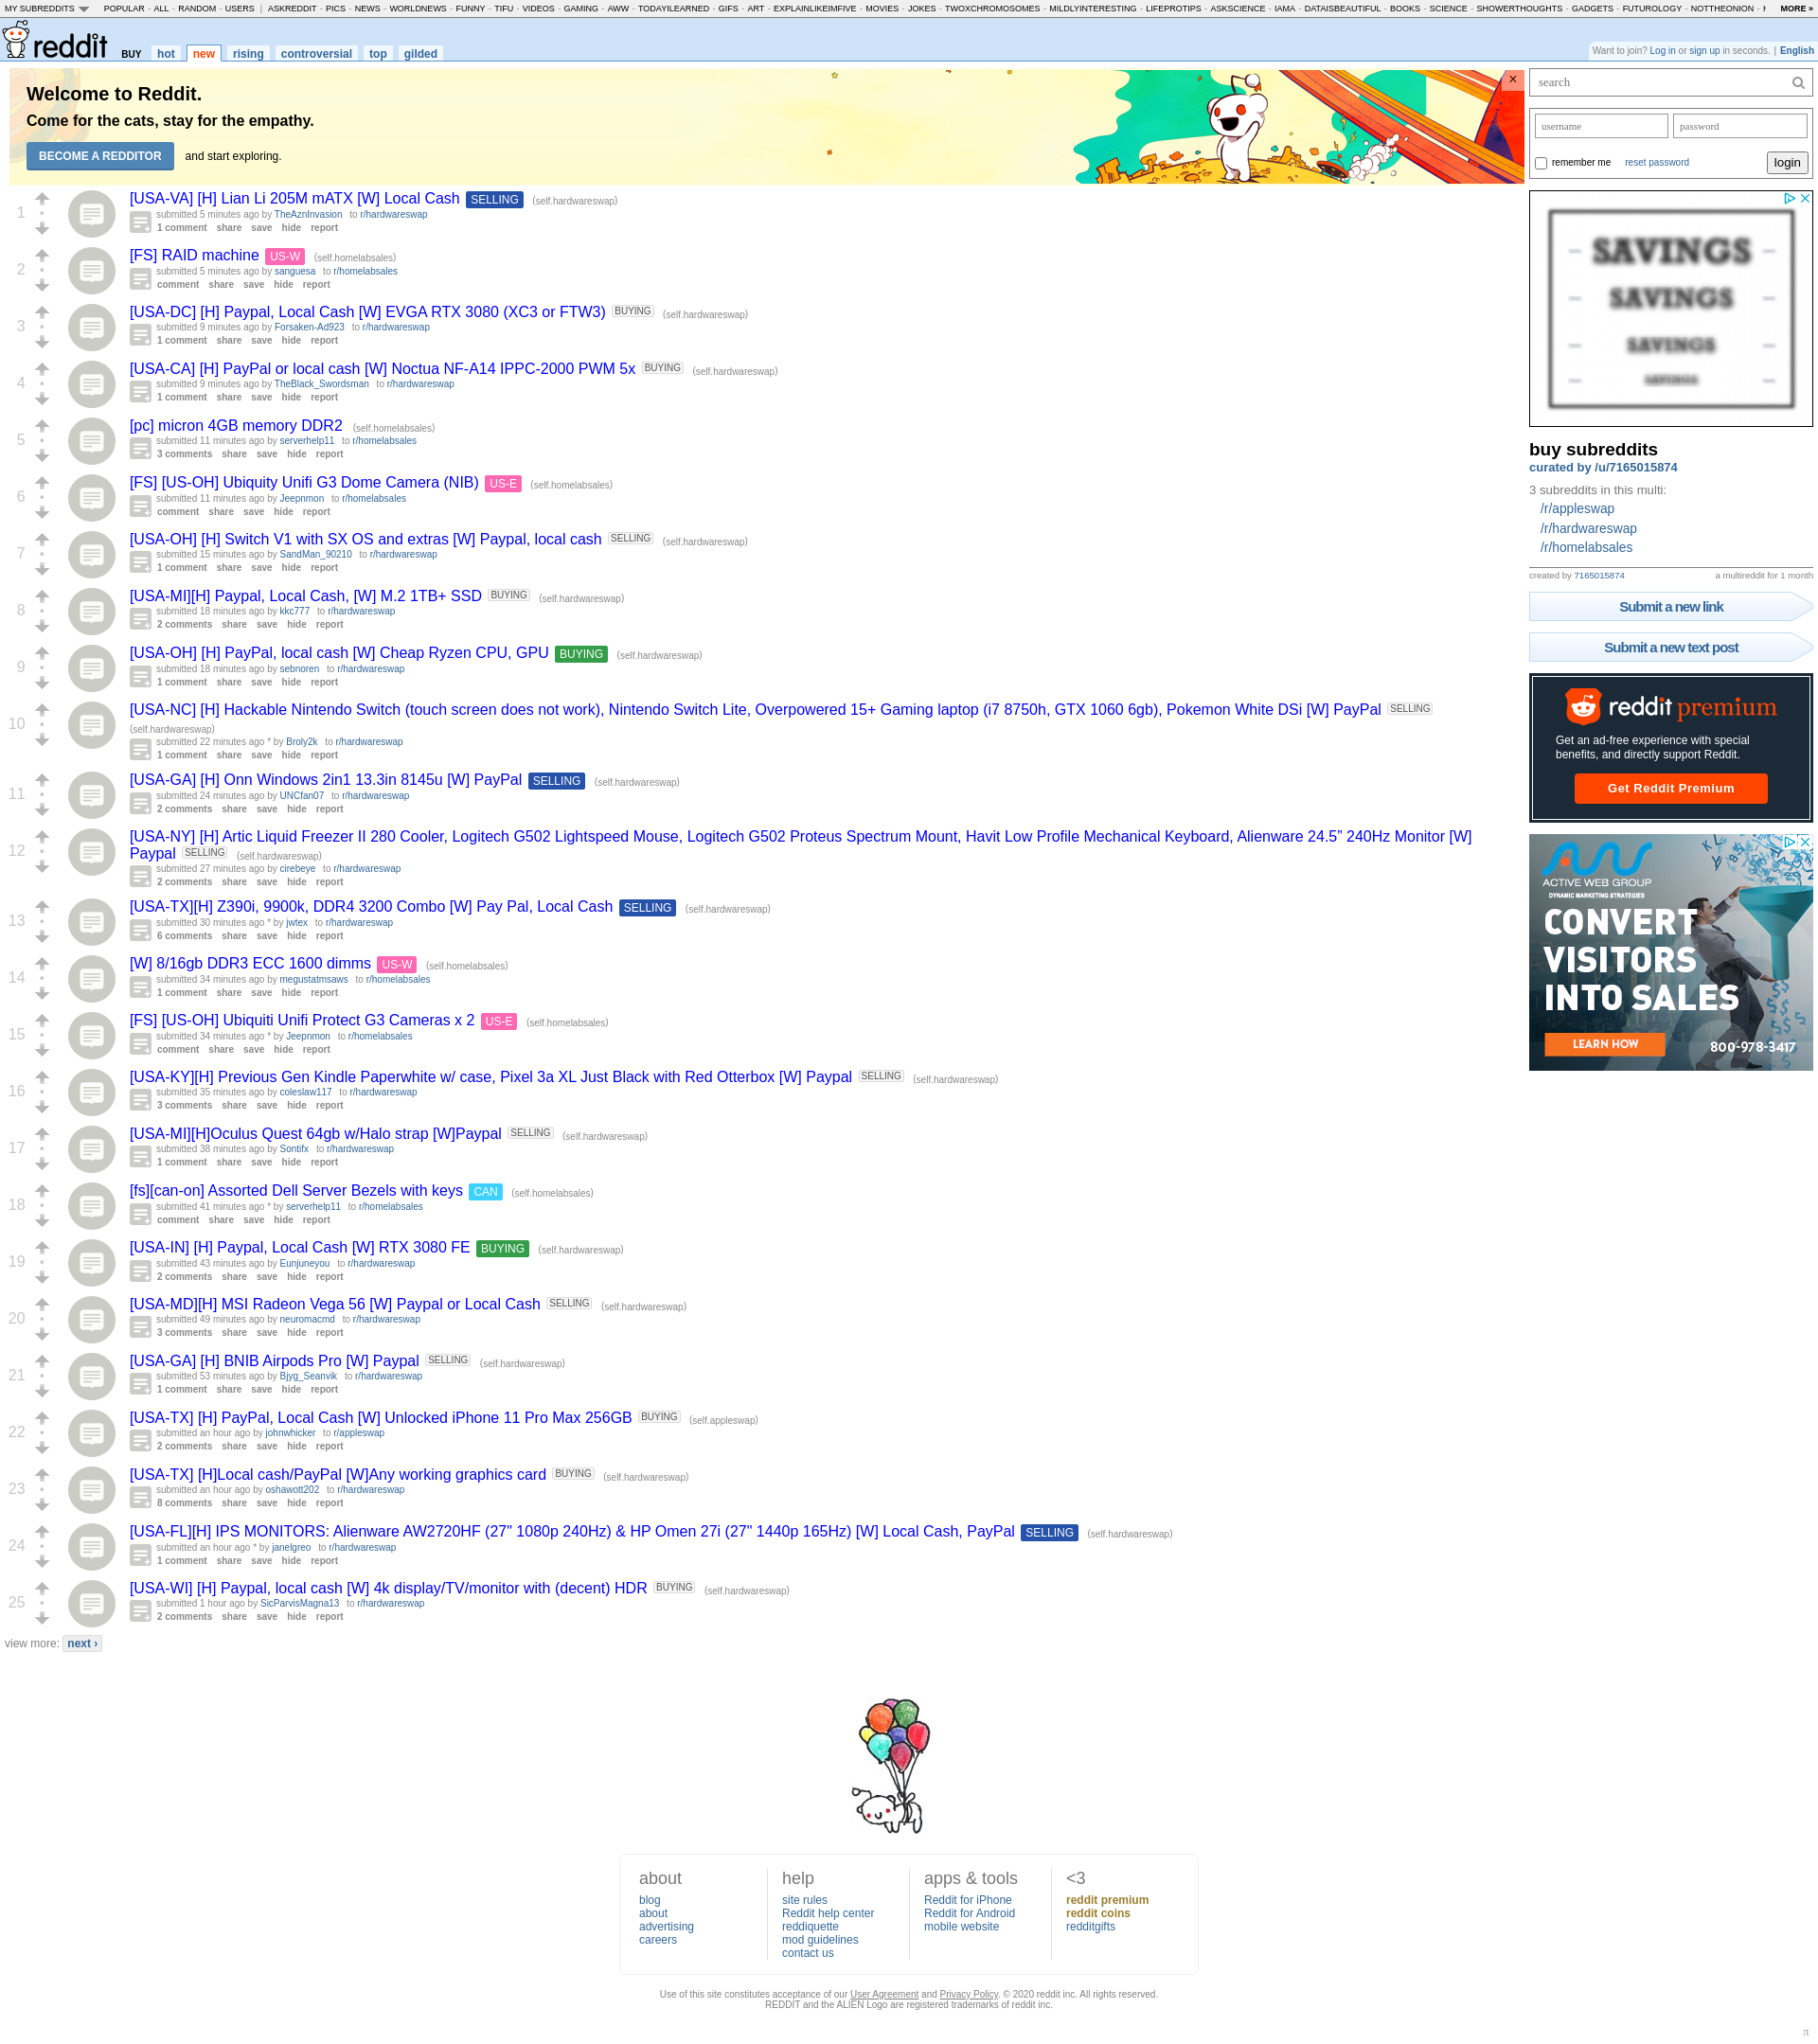 MY SUBREDDITS POPULAR - ALL - RANDOM - USERS | ASKREDDIT - PICS - NEWS - WORLDNEWS - FUNNY - TIFU - VIDEOS - GAMING - AWW - TODAYILEARNED - GIFS - ART - EXPLAINLIKEIMFIVE - MOVIES - JOKES - TWOXCHROMOSOMES - MILDLYINTERESTING - LIFEPROTIPS - ASKSCIENCE - IAMA - DATAISBEAUTIFUL - BOOKS - SCIENCE - SHOWERTHOUGHTS - GADGETS - FUTUROLOGY - NOTTHEONION - MORE »
reddit BUY hot new rising controversial top gilded
Want to join? Log in or sign up in seconds. | English
Welcome to Reddit.
Come for the cats, stay for the empathy.
BECOME A REDDITOR and start exploring.
1
[USA-VA] [H] Lian Li 205M mATX [W] Local Cash SELLING (self.hardwareswap)
submitted 5 minutes ago by TheAznInvasion to r/hardwareswap
1 comment share save hide report
2
[FS] RAID machine US-W (self.homelabsales)
submitted 5 minutes ago by sanguesa to r/homelabsales
comment share save hide report
3
[USA-DC] [H] Paypal, Local Cash [W] EVGA RTX 3080 (XC3 or FTW3) BUYING (self.hardwareswap)
submitted 9 minutes ago by Forsaken-Ad923 to r/hardwareswap
1 comment share save hide report
4
[USA-CA] [H] PayPal or local cash [W] Noctua NF-A14 IPPC-2000 PWM 5x BUYING (self.hardwareswap)
submitted 9 minutes ago by TheBlack_Swordsman to r/hardwareswap
1 comment share save hide report
5
[pc] micron 4GB memory DDR2 (self.homelabsales)
submitted 11 minutes ago by serverhelp11 to r/homelabsales
3 comments share save hide report
6
[FS] [US-OH] Ubiquity Unifi G3 Dome Camera (NIB) US-E (self.homelabsales)
submitted 11 minutes ago by Jeepnmon to r/homelabsales
comment share save hide report
7
[USA-OH] [H] Switch V1 with SX OS and extras [W] Paypal, local cash SELLING (self.hardwareswap)
submitted 15 minutes ago by SandMan_90210 to r/hardwareswap
1 comment share save hide report
8
[USA-MI][H] Paypal, Local Cash, [W] M.2 1TB+ SSD BUYING (self.hardwareswap)
submitted 18 minutes ago by kkc777 to r/hardwareswap
2 comments share save hide report
9
[USA-OH] [H] PayPal, local cash [W] Cheap Ryzen CPU, GPU BUYING (self.hardwareswap)
submitted 18 minutes ago by sebnoren to r/hardwareswap
1 comment share save hide report
10
[USA-NC] [H] Hackable Nintendo Switch (touch screen does not work), Nintendo Switch Lite, Overpowered 15+ Gaming laptop (i7 8750h, GTX 1060 6gb), Pokemon White DSi [W] PayPal SELLING
(self.hardwareswap)
submitted 22 minutes ago * by Broly2k to r/hardwareswap
1 comment share save hide report
11
[USA-GA] [H] Onn Windows 2in1 13.3in 8145u [W] PayPal SELLING (self.hardwareswap)
submitted 24 minutes ago by UNCfan07 to r/hardwareswap
2 comments share save hide report
12
[USA-NY] [H] Artic Liquid Freezer II 280 Cooler, Logitech G502 Lightspeed Mouse, Logitech G502 Proteus Spectrum Mount, Havit Low Profile Mechanical Keyboard, Alienware 24.5” 240Hz Monitor [W]
Paypal SELLING (self.hardwareswap)
submitted 27 minutes ago by cirebeye to r/hardwareswap
2 comments share save hide report
13
[USA-TX][H] Z390i, 9900k, DDR4 3200 Combo [W] Pay Pal, Local Cash SELLING (self.hardwareswap)
submitted 30 minutes ago * by jwtex to r/hardwareswap
6 comments share save hide report
14
[W] 8/16gb DDR3 ECC 1600 dimms US-W (self.homelabsales)
submitted 34 minutes ago by megustatmsaws to r/homelabsales
1 comment share save hide report
15
[FS] [US-OH] Ubiquiti Unifi Protect G3 Cameras x 2 US-E (self.homelabsales)
submitted 34 minutes ago * by Jeepnmon to r/homelabsales
comment share save hide report
16
[USA-KY][H] Previous Gen Kindle Paperwhite w/ case, Pixel 3a XL Just Black with Red Otterbox [W] Paypal SELLING (self.hardwareswap)
submitted 35 minutes ago by coleslaw117 to r/hardwareswap
3 comments share save hide report
17
[USA-MI][H]Oculus Quest 64gb w/Halo strap [W]Paypal SELLING (self.hardwareswap)
submitted 38 minutes ago by Sontifx to r/hardwareswap
1 comment share save hide report
18
[fs][can-on] Assorted Dell Server Bezels with keys CAN (self.homelabsales)
submitted 41 minutes ago * by serverhelp11 to r/homelabsales
comment share save hide report
19
[USA-IN] [H] Paypal, Local Cash [W] RTX 3080 FE BUYING (self.hardwareswap)
submitted 43 minutes ago by Eunjuneyou to r/hardwareswap
2 comments share save hide report
20
[USA-MD][H] MSI Radeon Vega 56 [W] Paypal or Local Cash SELLING (self.hardwareswap)
submitted 49 minutes ago by neuromacmd to r/hardwareswap
3 comments share save hide report
21
[USA-GA] [H] BNIB Airpods Pro [W] Paypal SELLING (self.hardwareswap)
submitted 53 minutes ago by Bjyg_Seanvik to r/hardwareswap
1 comment share save hide report
22
[USA-TX] [H] PayPal, Local Cash [W] Unlocked iPhone 11 Pro Max 256GB BUYING (self.appleswap)
submitted an hour ago by johnwhicker to r/appleswap
2 comments share save hide report
23
[USA-TX] [H]Local cash/PayPal [W]Any working graphics card BUYING (self.hardwareswap)
submitted an hour ago by oshawott202 to r/hardwareswap
8 comments share save hide report
24
[USA-FL][H] IPS MONITORS: Alienware AW2720HF (27" 1080p 240Hz) & HP Omen 27i (27" 1440p 165Hz) [W] Local Cash, PayPal SELLING (self.hardwareswap)
submitted an hour ago * by janelgreo to r/hardwareswap
1 comment share save hide report
25
[USA-WI] [H] Paypal, local cash [W] 4k display/TV/monitor with (decent) HDR BUYING (self.hardwareswap)
submitted 1 hour ago by SicParvisMagna13 to r/hardwareswap
2 comments share save hide report
view more: next ›
search
username password
remember me reset password login
SAVINGS
SAVINGS
SAVINGS
SAVINGS
buy subreddits
curated by /u/7165015874
3 subreddits in this multi:
/r/appleswap
/r/hardwareswap
/r/homelabsales
created by 7165015874 a multireddit for 1 month
Submit a new link
Submit a new text post
reddit premium
Get an ad-free experience with special
benefits, and directly support Reddit.
Get Reddit Premium
ACTIVE WEB GROUP
DYNAMIC MARKETING STRATEGIES
CONVERT
VISITORS
INTO SALES
LEARN HOW 800-978-3417
about
blog
about
advertising
careers
help
site rules
Reddit help center
reddiquette
mod guidelines
contact us
apps & tools
Reddit for iPhone
Reddit for Android
mobile website
<3
reddit premium
reddit coins
redditgifts
Use of this site constitutes acceptance of our User Agreement and Privacy Policy. © 2020 reddit inc. All rights reserved.
REDDIT and the ALIEN Logo are registered trademarks of reddit inc.
π